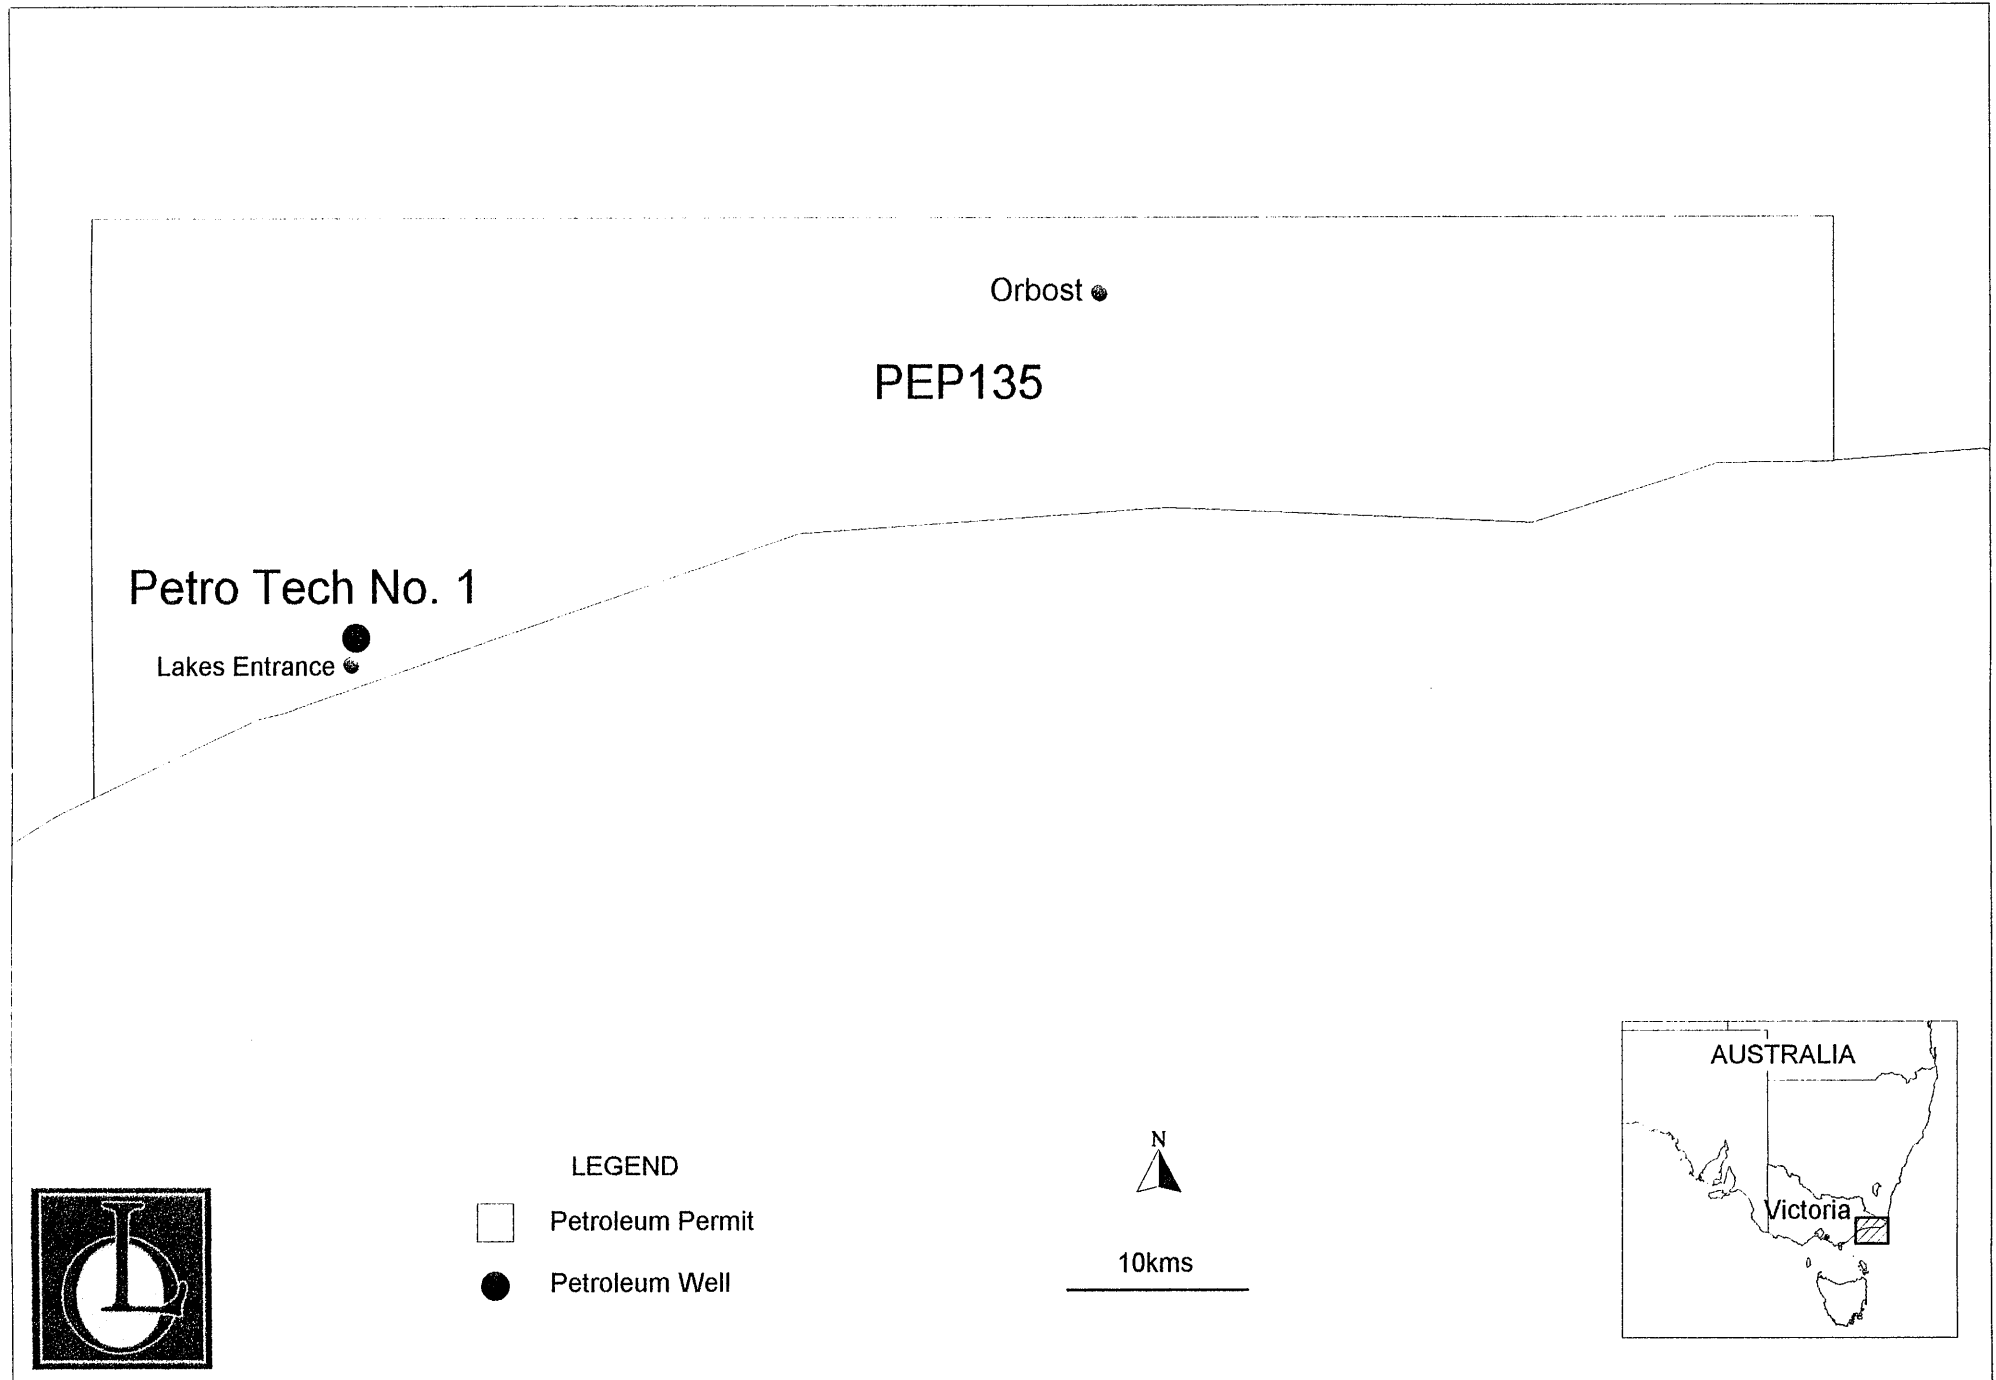 Orbost
PEP135
Petro Tech No. 1
Lakes Entrance
AUSTRALIA
Victoria
N
10kms
LEGEND
Petroleum Permit
Petroleum Well